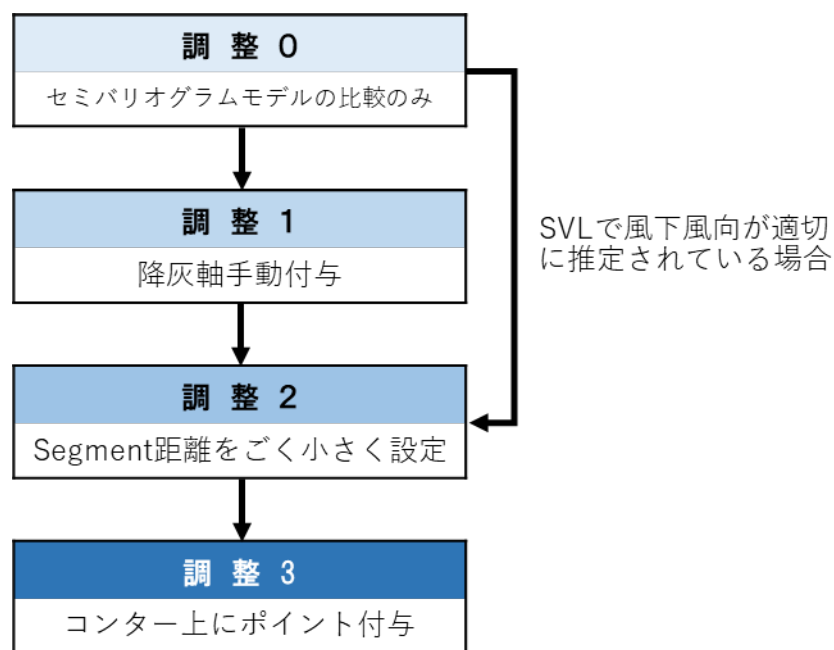 調 整 0
セミバリオグラムモデルの比較のみ
調 整 1
降灰軸手動付与
SVLで風下風向が適切
に推定されている場合
調 整 2
Segment距離をごく小さく設定
調 整 3
コンター上にポイント付与